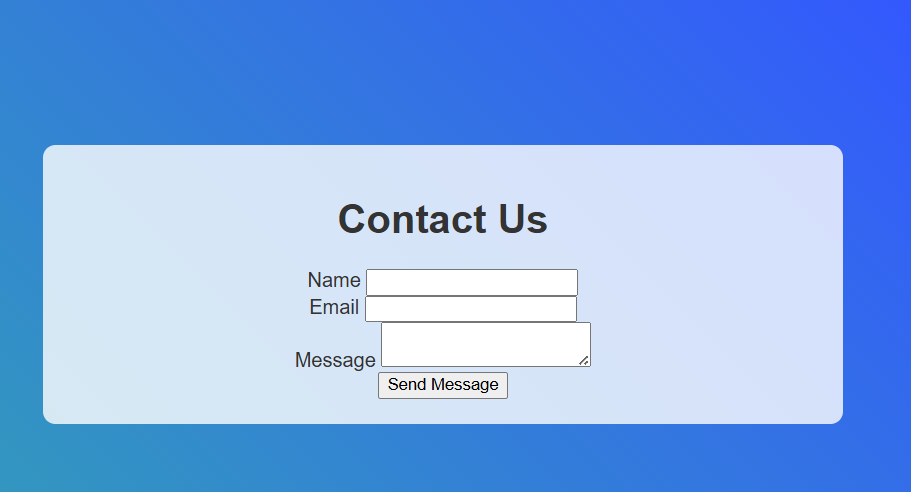 Contact Us
Name
Email
Message
Send Message